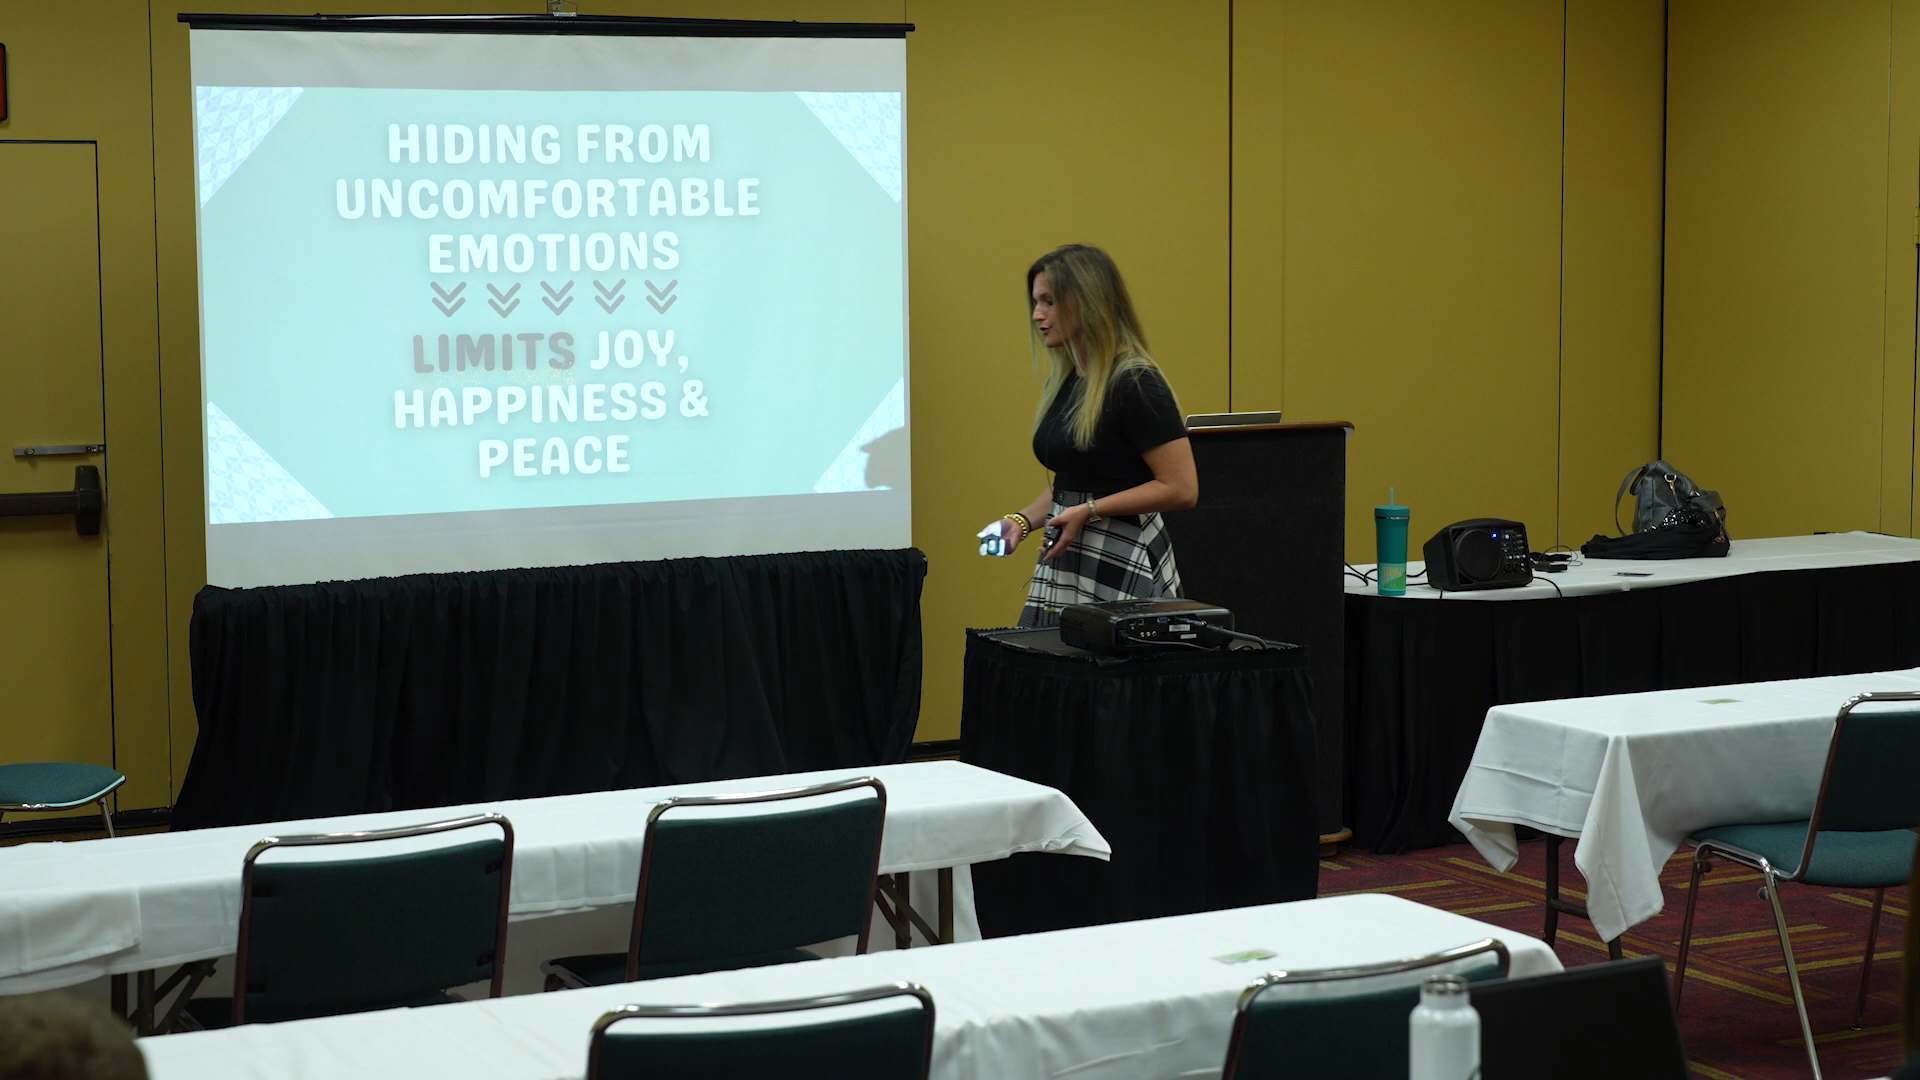 HIDING FROM
UNCOMFORTABLE
EMOTIONS
LIMITS JOY,
HAPPINESS &
PEACE